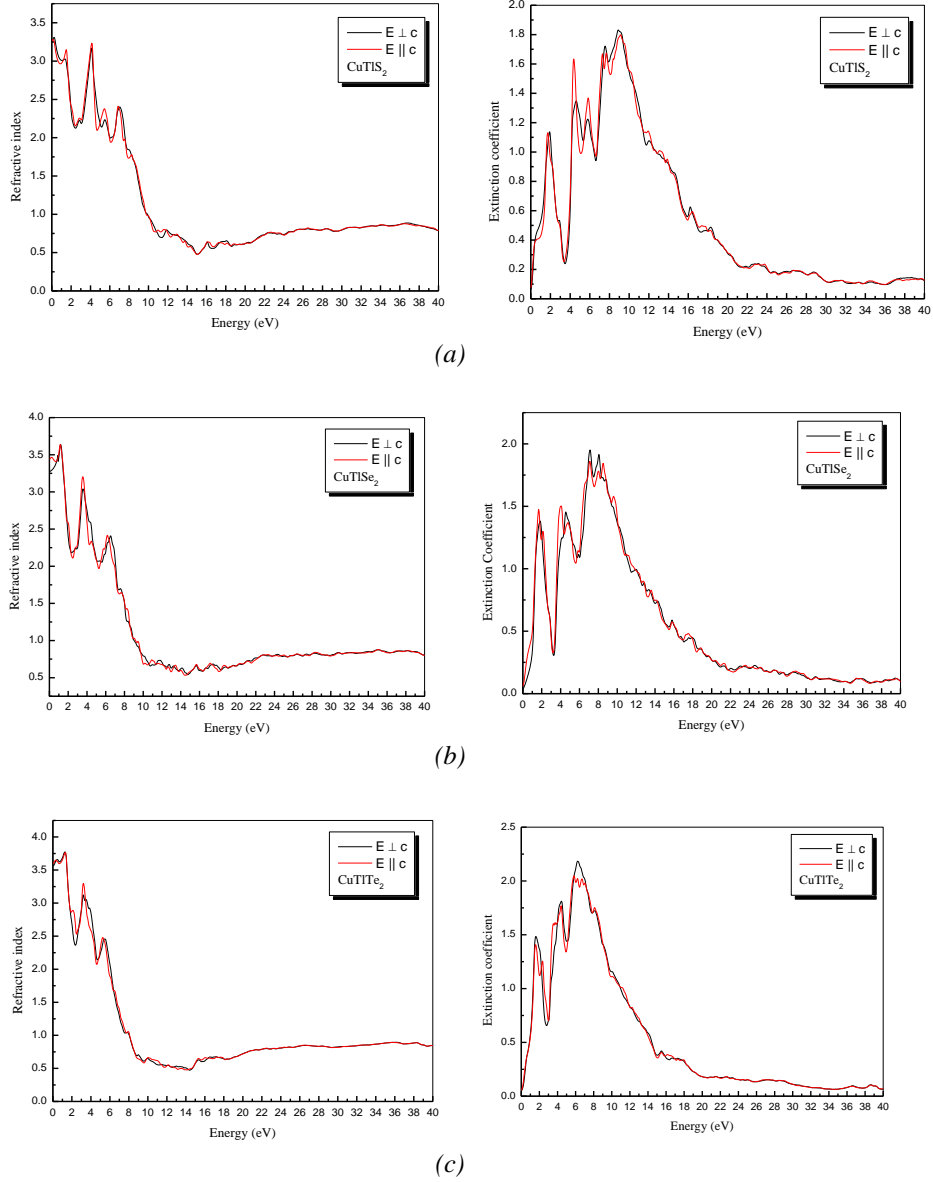 3.5
3.0
2.5
2.0
1.5
1.0
0.5
0.0
Refractive index
E ⊥ c
E || c
CuTlS2
0 2 4 6 8 10 12 14 16 18 20 22 24 26 28 30 32 34 36 38 40
Energy (eV)
2.0
1.8
1.6
1.4
1.2
1.0
0.8
0.6
0.4
0.2
0.0
Extinction coefficient
E ⊥ c
E || c
CuTlS2
0 2 4 6 8 10 12 14 16 18 20 22 24 26 28 30 32 34 36 38 40
Energy (eV)
(a)
4.0
3.5
3.0
2.5
2.0
1.5
1.0
0.5
Refractive index
E ⊥ c
E || c
CuTlSe2
0 2 4 6 8 10 12 14 16 18 20 22 24 26 28 30 32 34 36 38 40
Energy (eV)
2.0
1.5
1.0
0.5
0.0
Extinction Coefficient
E ⊥ c
E || c
CuTlSe2
0 2 4 6 8 10 12 14 16 18 20 22 24 26 28 30 32 34 36 38 40
Energy (eV)
(b)
4.0
3.5
3.0
2.5
2.0
1.5
1.0
0.5
0.0
Refractive index
E ⊥ c
E || c
CuTlTe2
0 2 4 6 8 10 12 14 16 18 20 22 24 26 28 30 32 34 36 38 40
Energy (eV)
2.5
2.0
1.5
1.0
0.5
0.0
Extinction coefficient
E ⊥ c
E || c
CuTlTe2
0 2 4 6 8 10 12 14 16 18 20 22 24 26 28 30 32 34 36 38 40
Energy (eV)
(c)